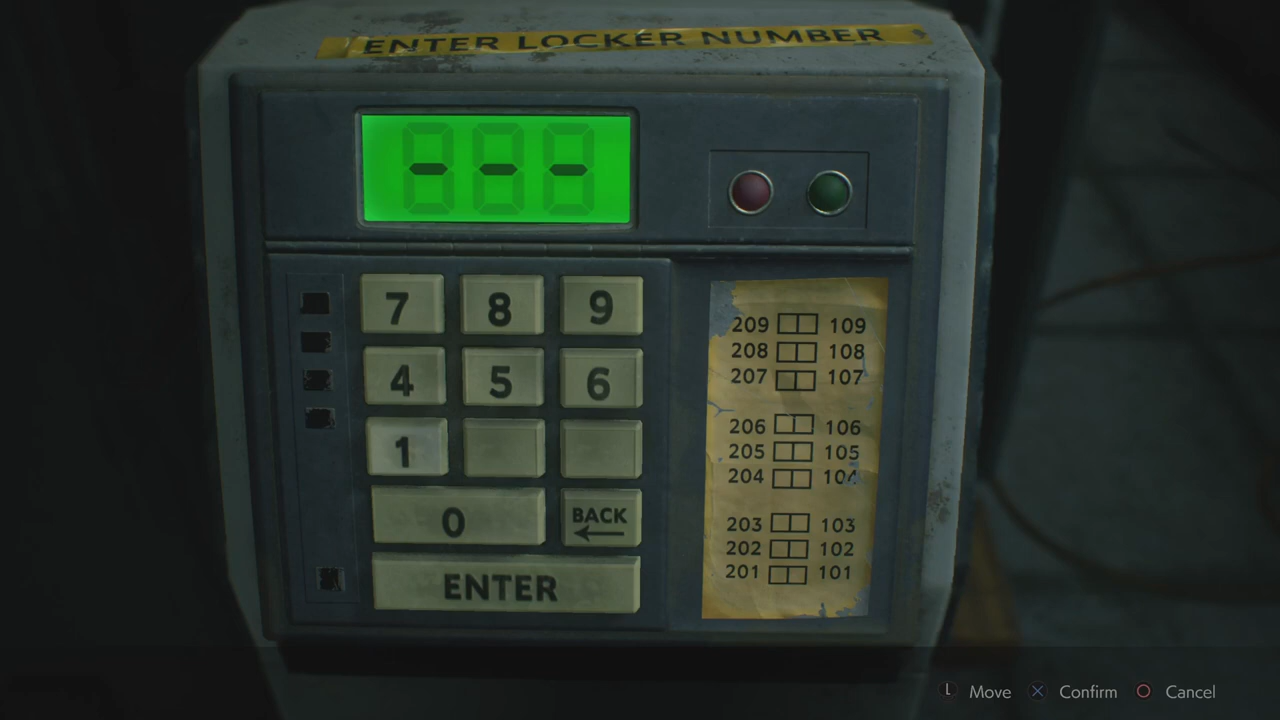 ENTER LOCKER NUMBER
- - -
7 8 9
4 5 6
1
0 BACK
ENTER
209 109
208 108
207 107
206 106
205 105
204 104
203 103
202 102
201 101
L Move X Confirm O Cancel